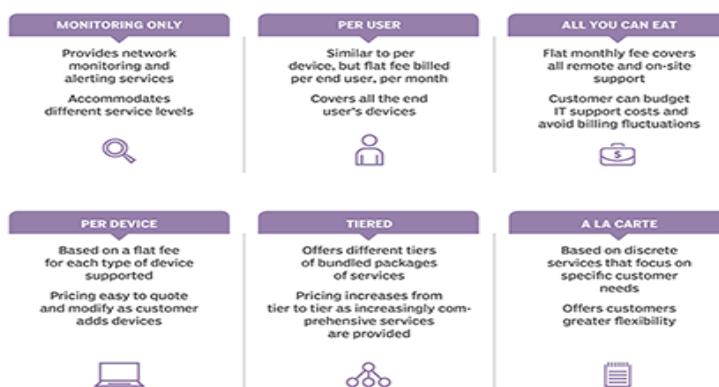 MONITORING ONLY
Provides network
monitoring and
alerting services
Accommodates
different service levels
PER USER
Similar to per
device, but flat fee billed
per end user, per month
Covers all the end
user's devices
ALL YOU CAN EAT
Flat monthly fee covers
all remote and on-site
support
Customer can budget
IT support costs and
avoid billing fluctuations
$
PER DEVICE
Based on a flat fee
for each type of device
supported
Pricing easy to quote
and modify as customer
adds devices
TIERED
Offers different tiers
of bundled packages
of services
Pricing increases from
tier to tier as increasingly com-
prehensive services
are provided
A LA CARTE
Based on discrete
services that focus on
specific customer
needs
Offers customers
greater flexibility